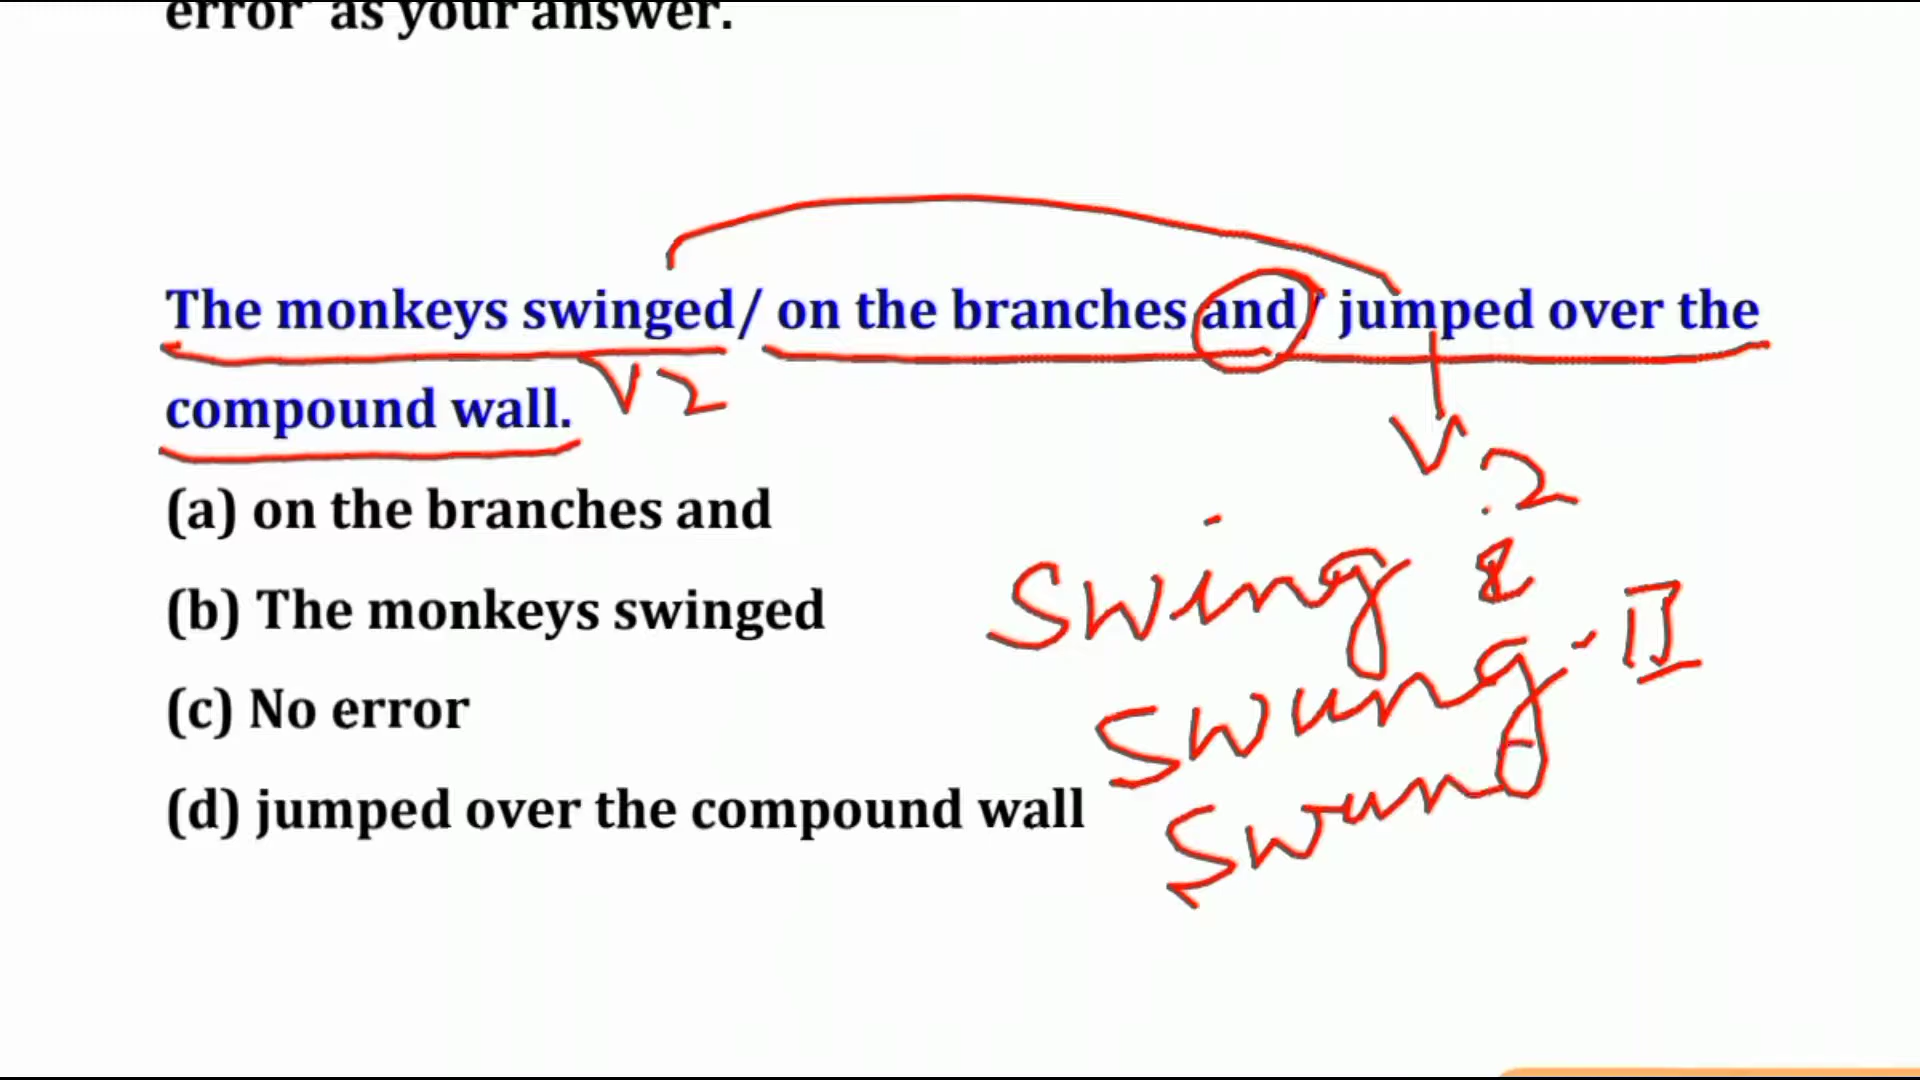 error' as your answer.
The monkeys swinged/ on the branches and/ jumped over the
compound wall. V2
V2
(a) on the branches and
Swing
(b) The monkeys swinged
Swung - II
(c) No error
Swung
(d) jumped over the compound wall